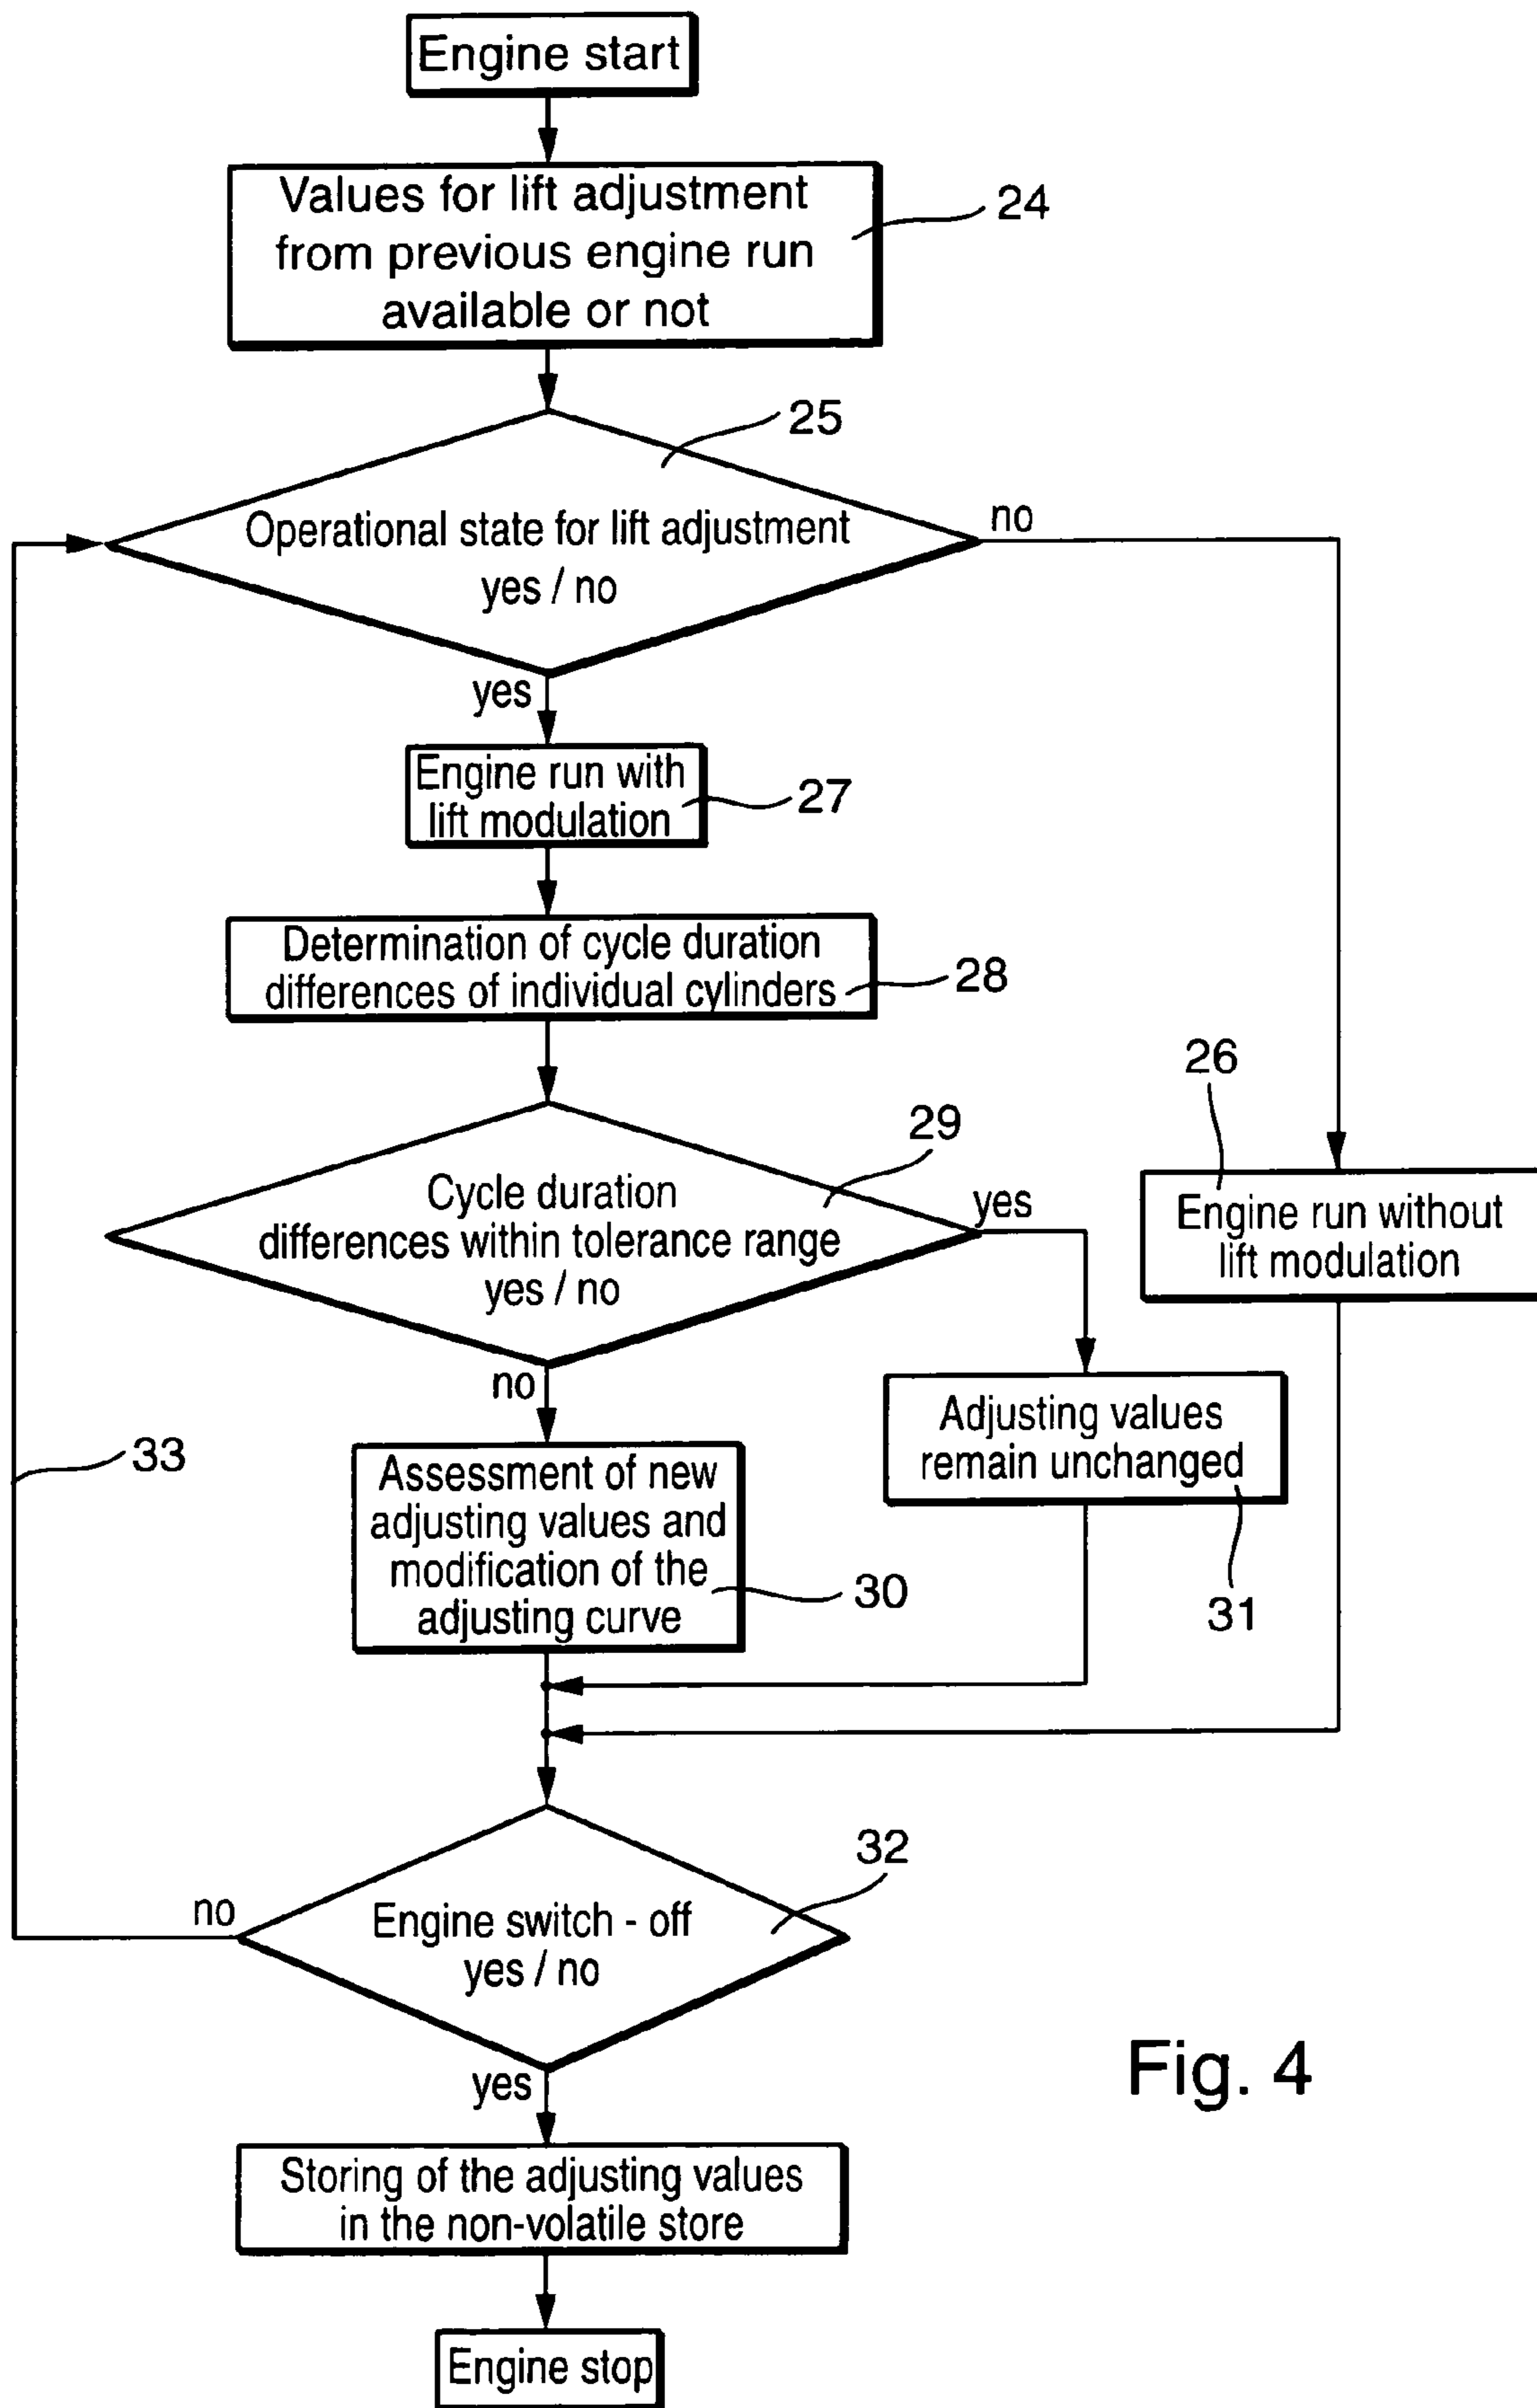 Engine start
Values for lift adjustment
from previous engine run
available or not
24
25
Operational state for lift adjustment
yes / no
no
yes
Engine run with
lift modulation
27
Determination of cycle duration
differences of individual cylinders
28
26
29
Cycle duration
differences within tolerance range
yes / no
yes
Engine run without
lift modulation
no
Adjusting values
remain unchanged
33
Assessment of new
adjusting values and
modification of the
adjusting curve
30
31
32
no
Engine switch - off
yes / no
yes
Fig. 4
Storing of the adjusting values
in the non-volatile store
Engine stop